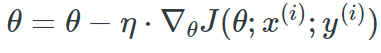 θ = θ − η · ∇_θ J(θ; x^{(i)}; y^{(i)})